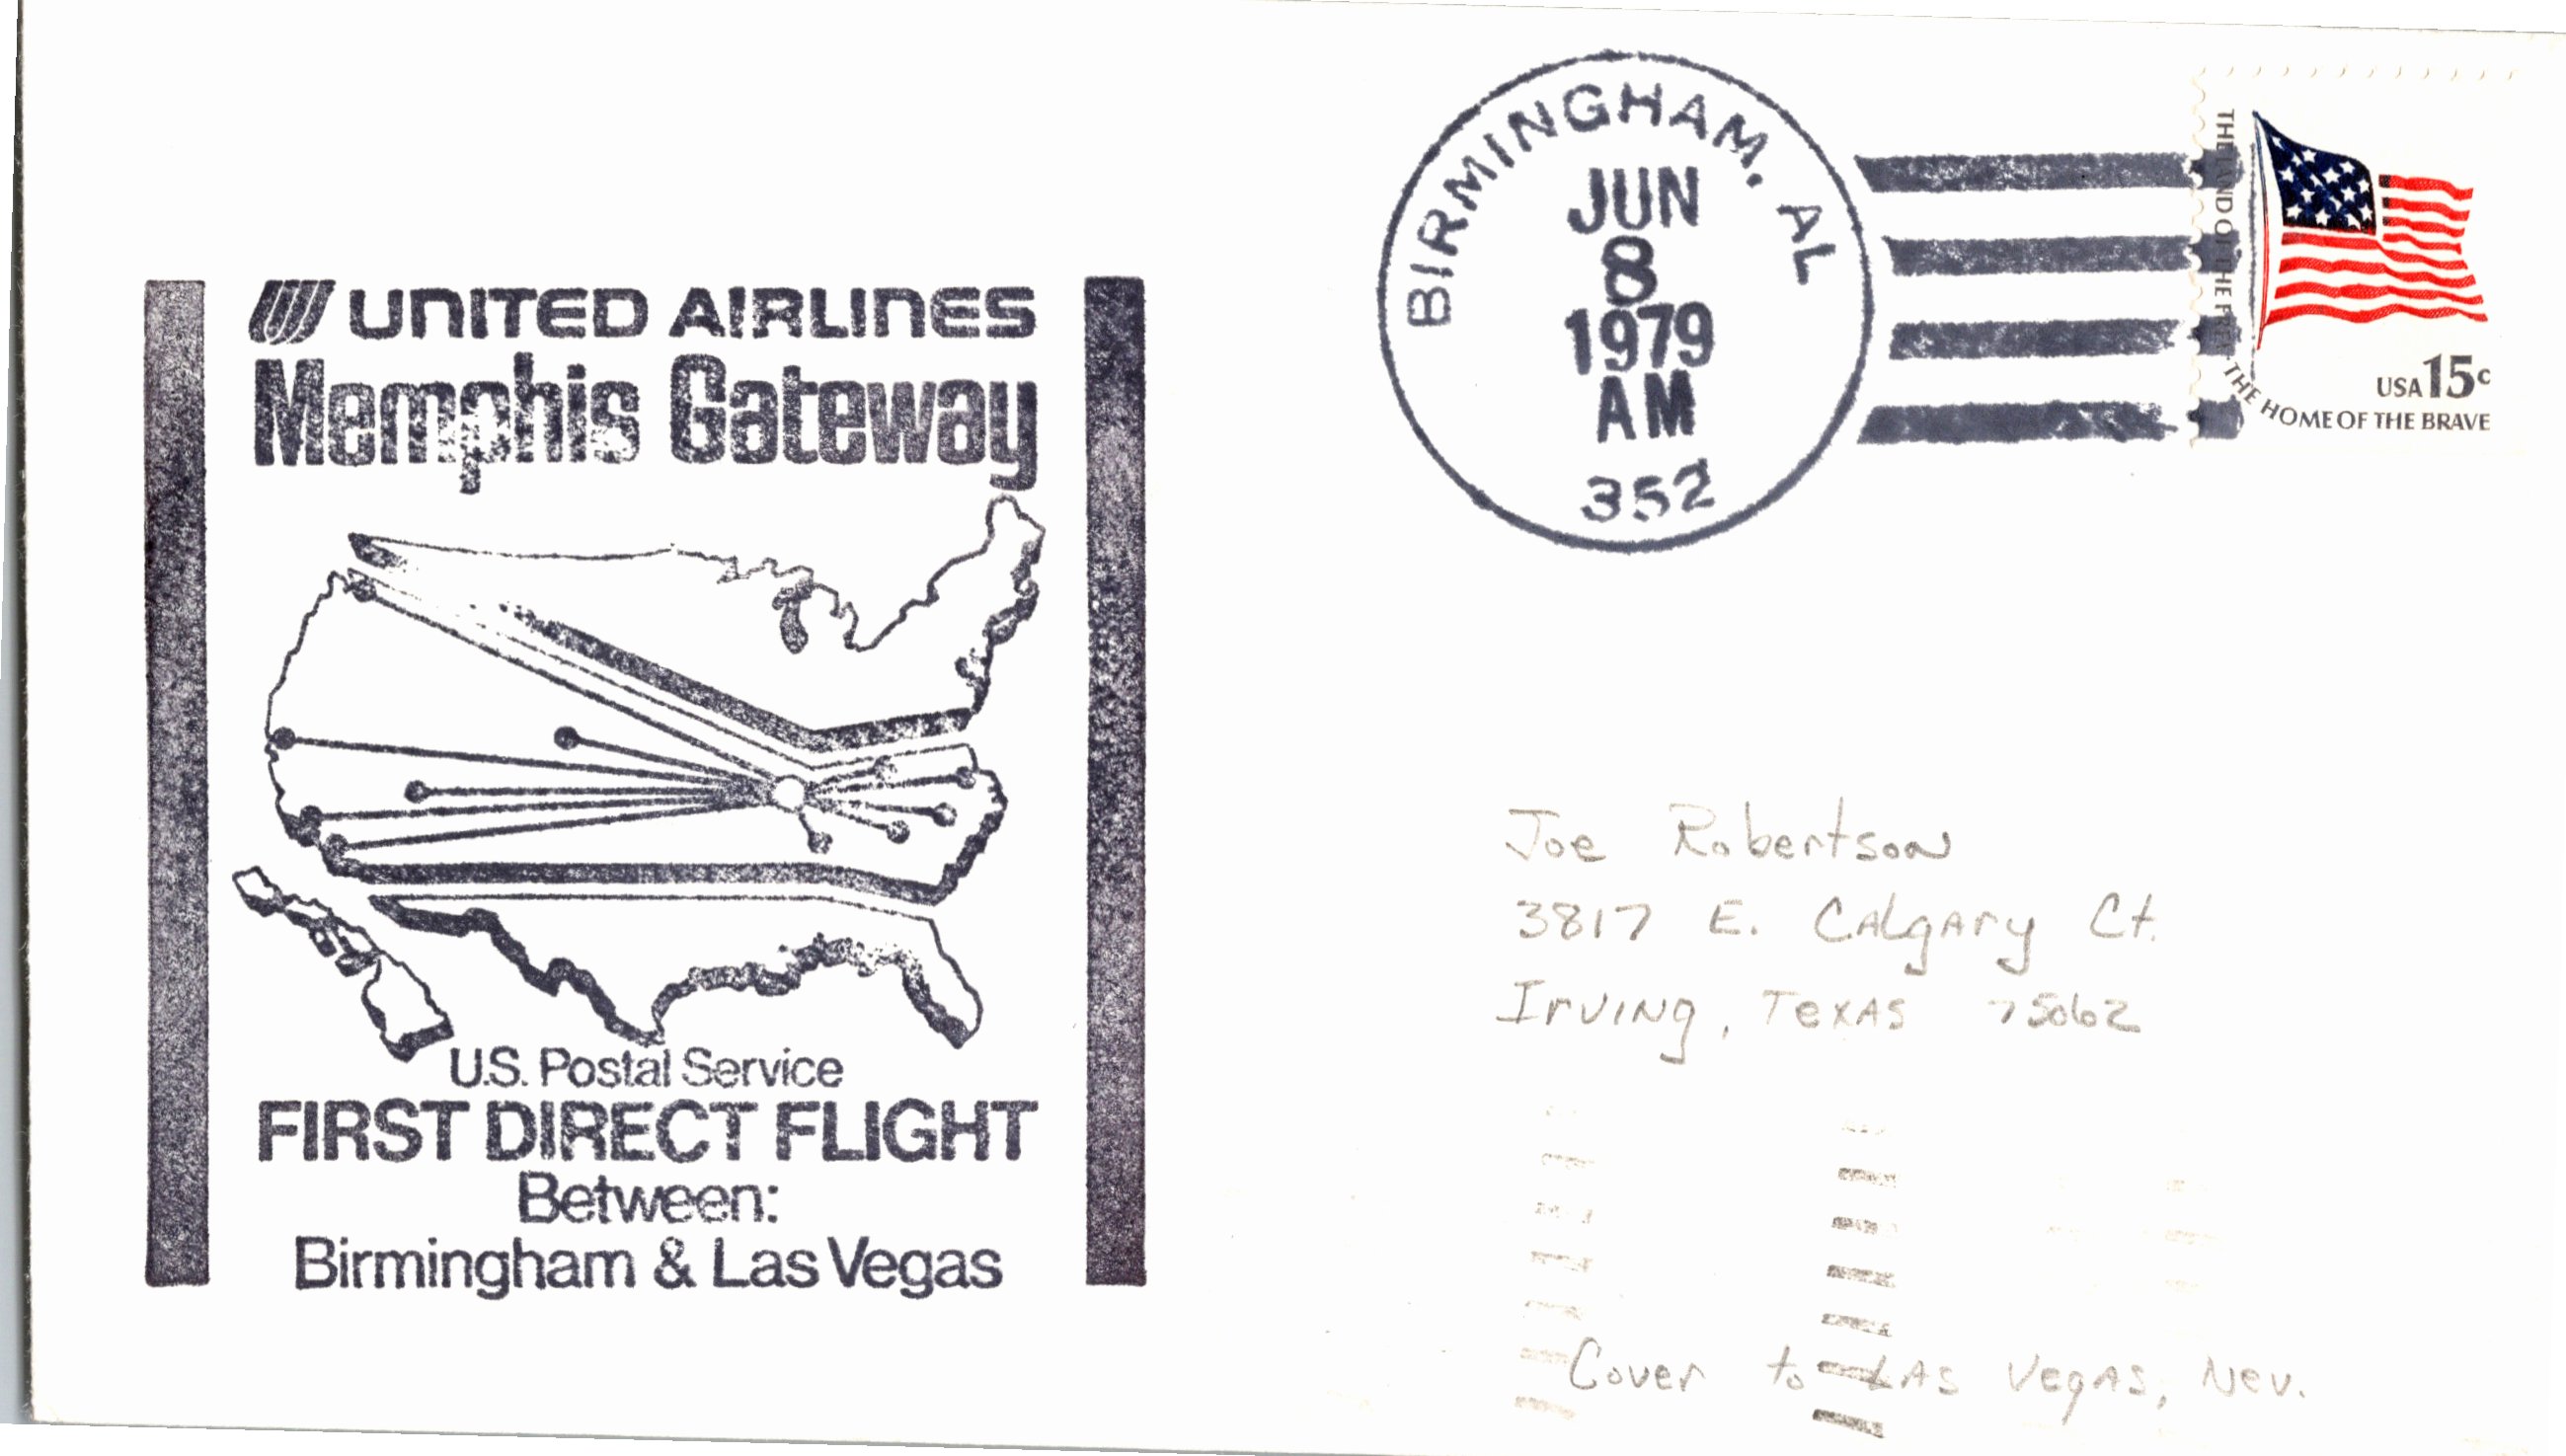 UNITED AIRLINES
Memphis Gateway
U.S. Postal Service
FIRST DIRECT FLIGHT
Between:
Birmingham & Las Vegas
BIRMINGHAM, AL
JUN
8
1979
AM
352
THE LAND OF THE FREE THE HOME OF THE BRAVE
USA 15c
Joe Robertson
3817 E. Calgary Ct.
Irving, Texas 75062
Cover to Las Vegas, Nev.